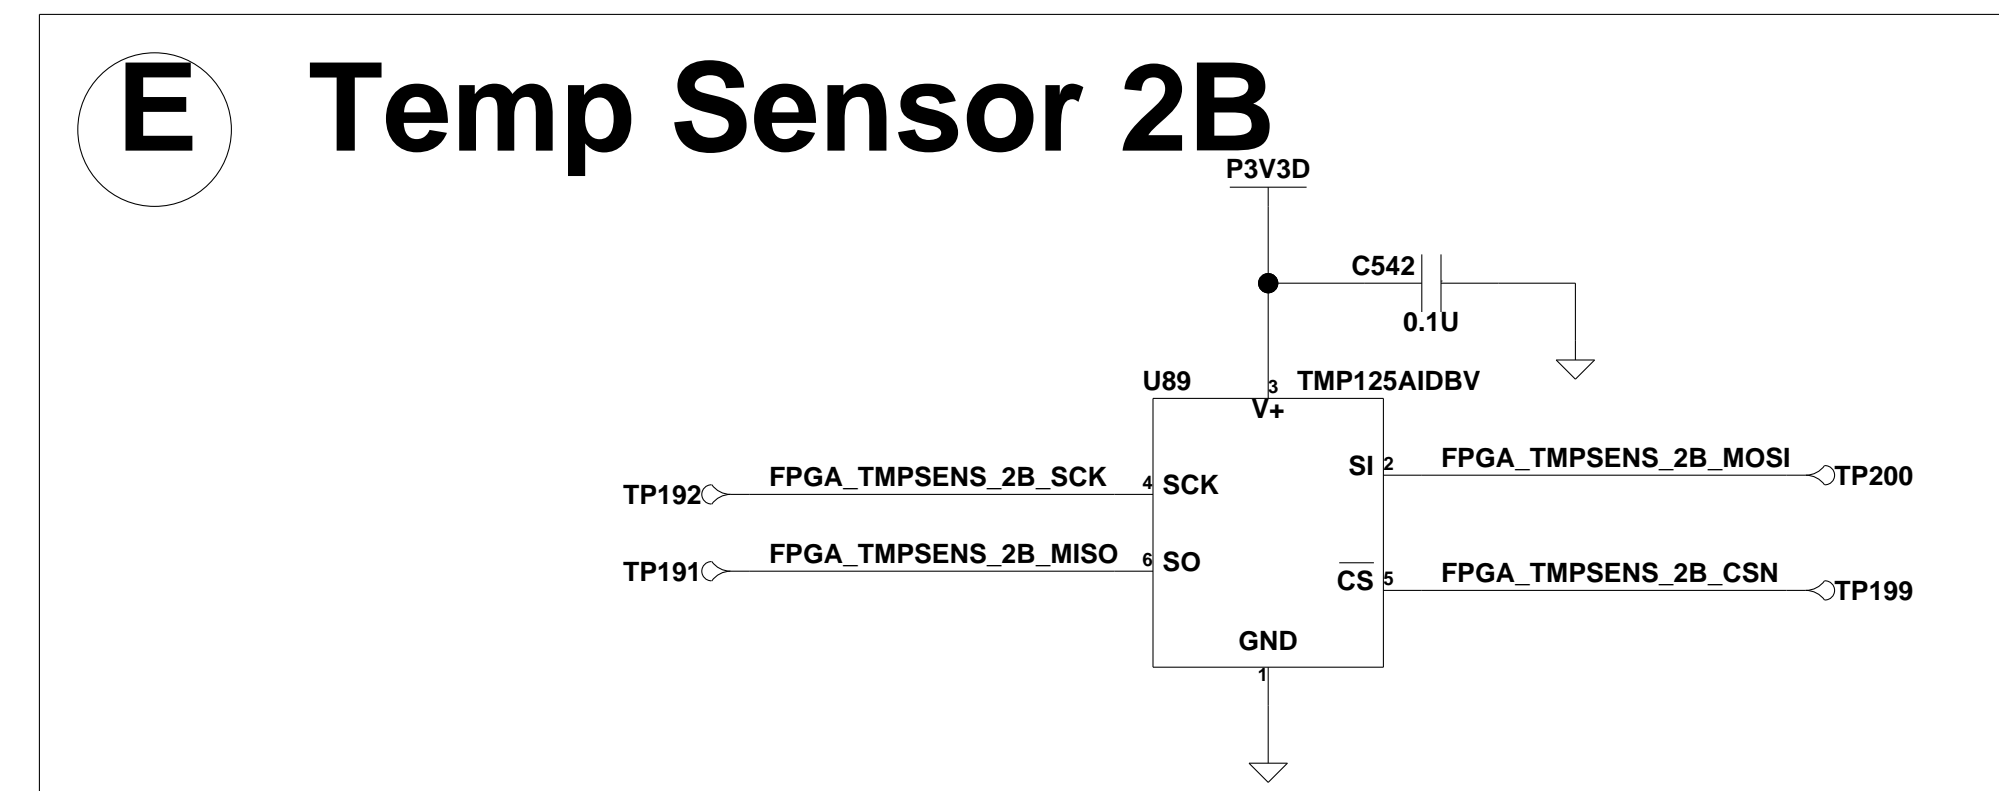 E Temp Sensor 2B
P3V3D
C542
0.1U
U89 3 TMP125AIDBV
V+
SI 2 FPGA_TMPSENS_2B_MOSI TP200
TP192 FPGA_TMPSENS_2B_SCK 4 SCK
TP191 FPGA_TMPSENS_2B_MISO 6 SO
CS 5 FPGA_TMPSENS_2B_CSN TP199
GND
1